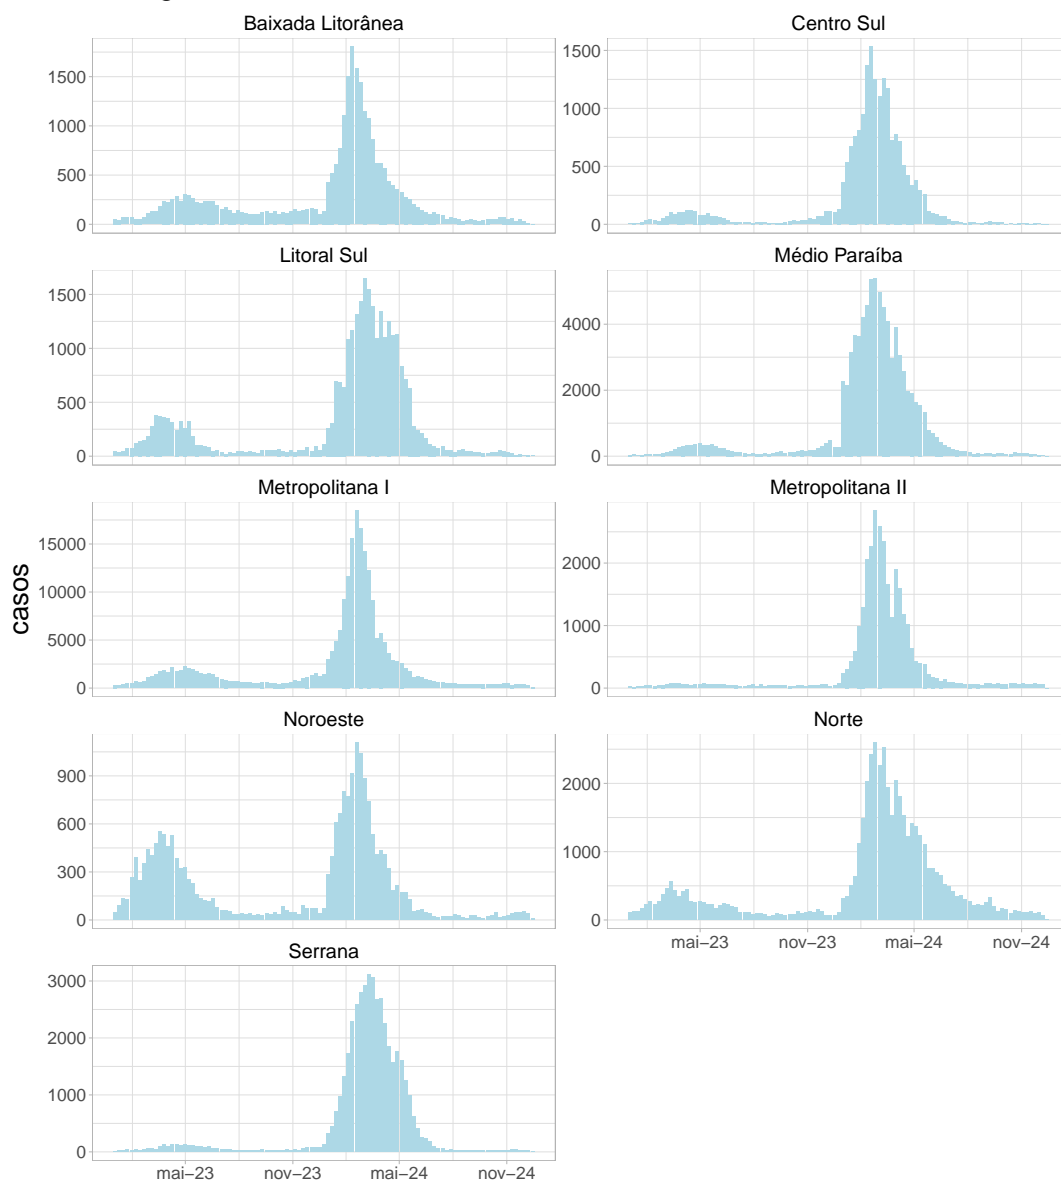 Baixada Litorânea
1500
1000
500
0
Centro Sul
1500
1000
500
0
Litoral Sul
1500
1000
500
0
Médio Paraíba
4000
2000
0
casos
Metropolitana I
15000
10000
5000
0
Metropolitana II
2000
1000
0
Noroeste
900
600
300
0
Norte
2000
1000
0
mai−23 nov−23 mai−24 nov−24
Serrana
3000
2000
1000
0
mai−23 nov−23 mai−24 nov−24